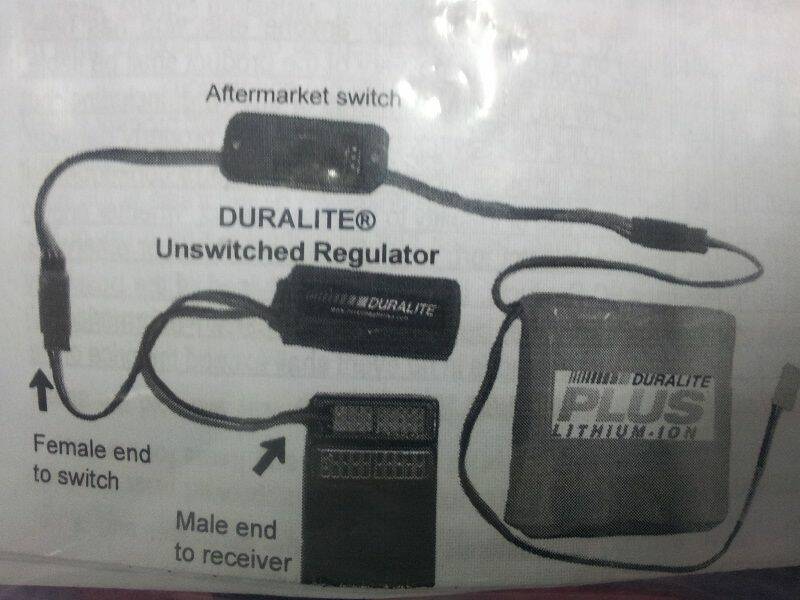 Aftermarket switch
DURALITE®
Unswitched Regulator
DURALITE
DURALITE
PLUS
LITHIUM-ION
Female end
to switch
Male end
to receiver